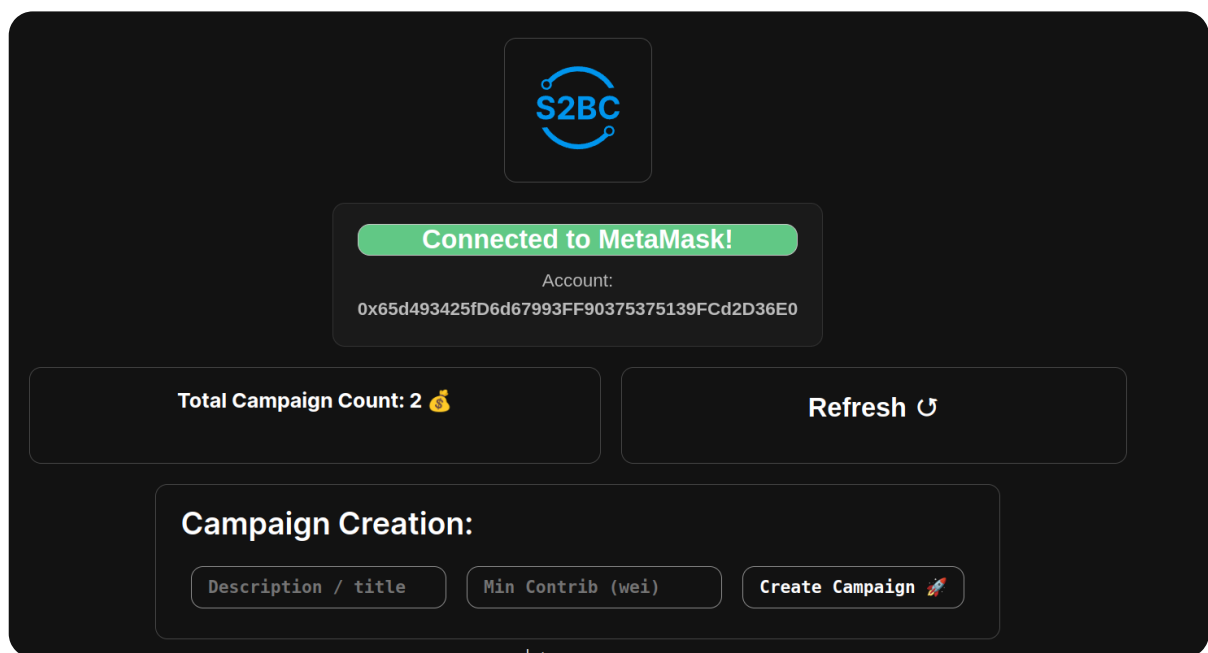 S2BC
Connected to MetaMask!
Account:
0x65d493425fD6d67993FF90375375139FCd2D36E0
Total Campaign Count: 2 💰
Refresh ↺
Campaign Creation:
Description / title
Min Contrib (wei)
Create Campaign 🚀